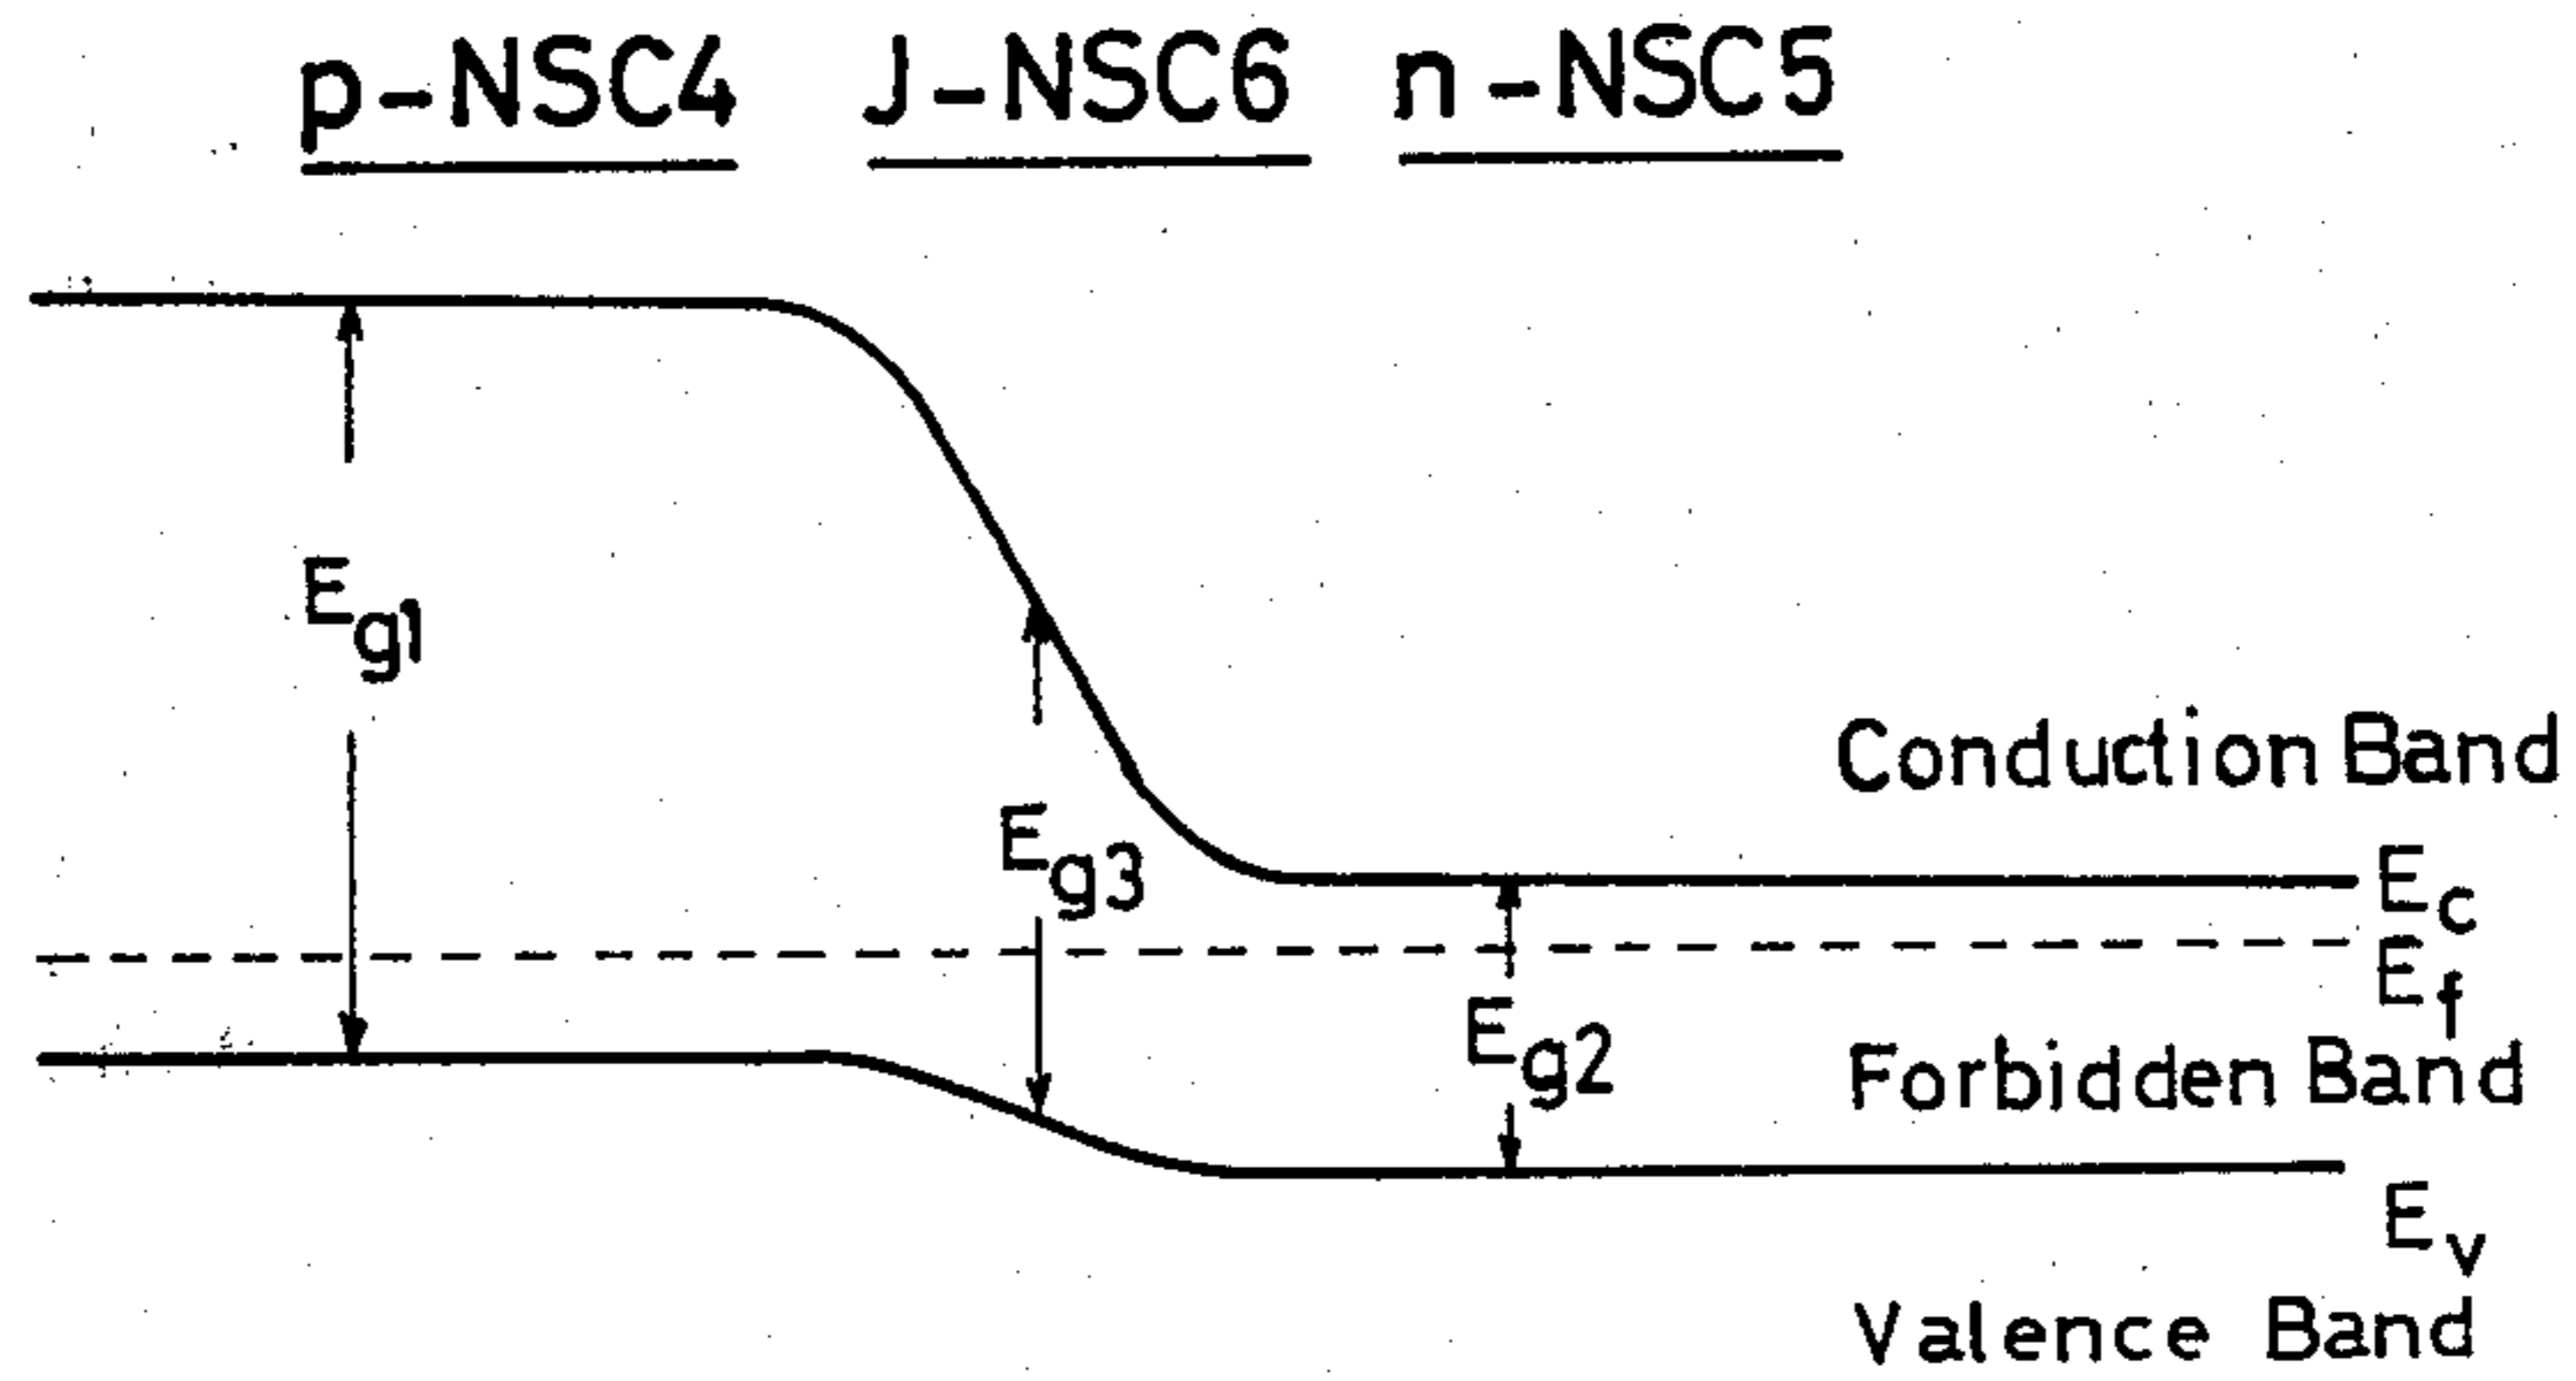 p-NSC4 J-NSC6 n-NSC5
Eg1
Conduction Band
Eg3
Ec
Ef
Eg2
Forbidden Band
Ev
Valence Band